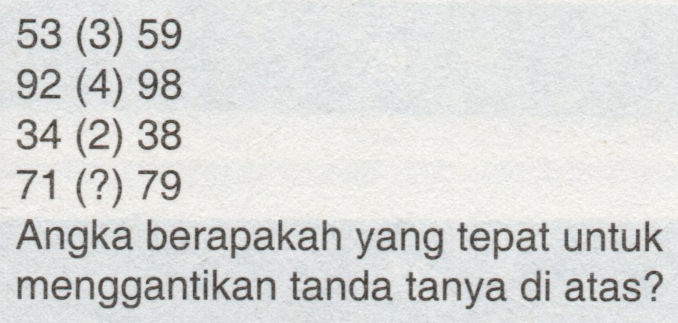 53 (3) 59
92 (4) 98
34 (2) 38
71 (?) 79
Angka berapakah yang tepat untuk
menggantikan tanda tanya di atas?